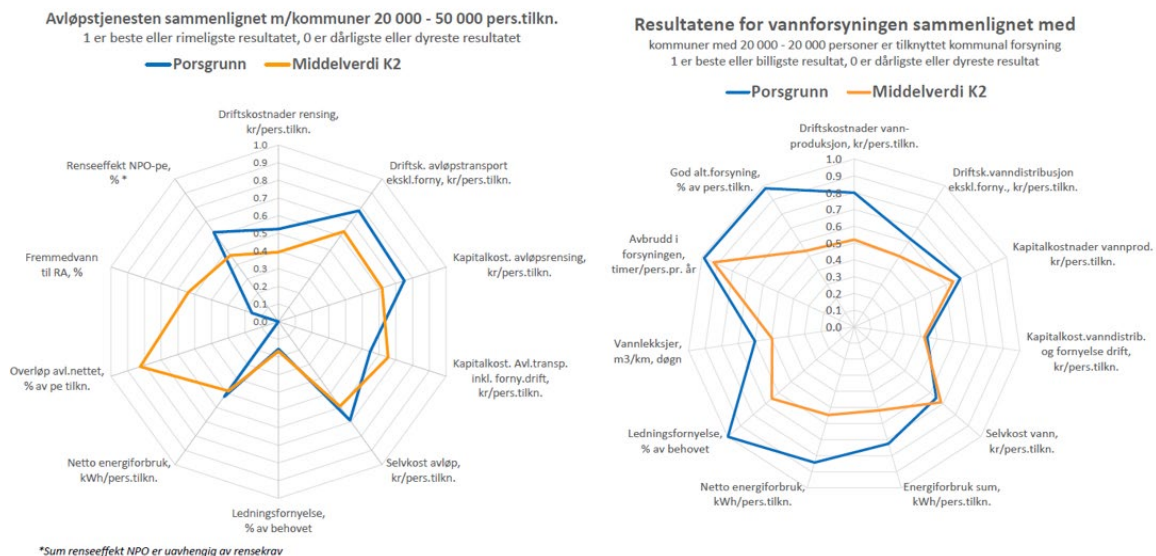 Avløpstjenesten sammenlignet m/kommuner 20 000 - 50 000 pers.tilkn.
1 er beste eller rimeligste resultatet, 0 er dårligste eller dyreste resultatet
Porsgrunn
Middelverdi K2
Driftskostnader rensing,
kr/pers.tilkn.
Driftsk. avløpstransport
ekskl.forny, kr/pers.tilkn.
Kapitalkost. avløpsrensing,
kr/pers.tilkn.
Kapitalkost. Avl.transp.
inkl. forny.drift,
kr/pers.tilkn.
Selvkost avløp,
kr/pers.tilkn.
Ledningsfornyelse,
% av behovet
Netto energiforbruk,
kWh/pers.tilkn.
Overløp avl.nettet,
% av pe tilkn.
Fremmedvann
til RA, %
Renseeffekt NPO-pe,
% *
1.0
0.9
0.8
0.7
0.6
0.5
0.4
0.3
0.2
0.1
0.0
*Sum renseeffekt NPO er uavhengig av rensekrav
Resultatene for vannforsyningen sammenlignet med
kommuner med 20 000 - 20 000 personer er tilknyttet kommunal forsyning
1 er beste eller billigste resultat, 0 er dårligste eller dyreste resultat
Porsgrunn
Middelverdi K2
Driftskostnader vann-
produksjon, kr/pers.tilkn.
Driftsk.vanndistribusjon
ekskl.forny., kr/pers.tilkn.
Kapitalkostnader vannprod.
kr/pers.tilkn.
Kapitalkost.vanndistrib.
og fornyelse drift,
kr/pers.tilkn.
Selvkost vann,
kr/pers.tilkn.
Energiforbruk sum,
kWh/pers.tilkn.
Netto energiforbruk,
kWh/pers.tilkn.
Ledningsfornyelse,
% av behovet
Vannlekksjer,
m3/km, døgn
Avbrudd i
forsyningen,
timer/pers.pr. år
God alt.forsyning,
% av pers.tilkn.
1.0
0.9
0.8
0.7
0.6
0.5
0.4
0.3
0.2
0.1
0.0